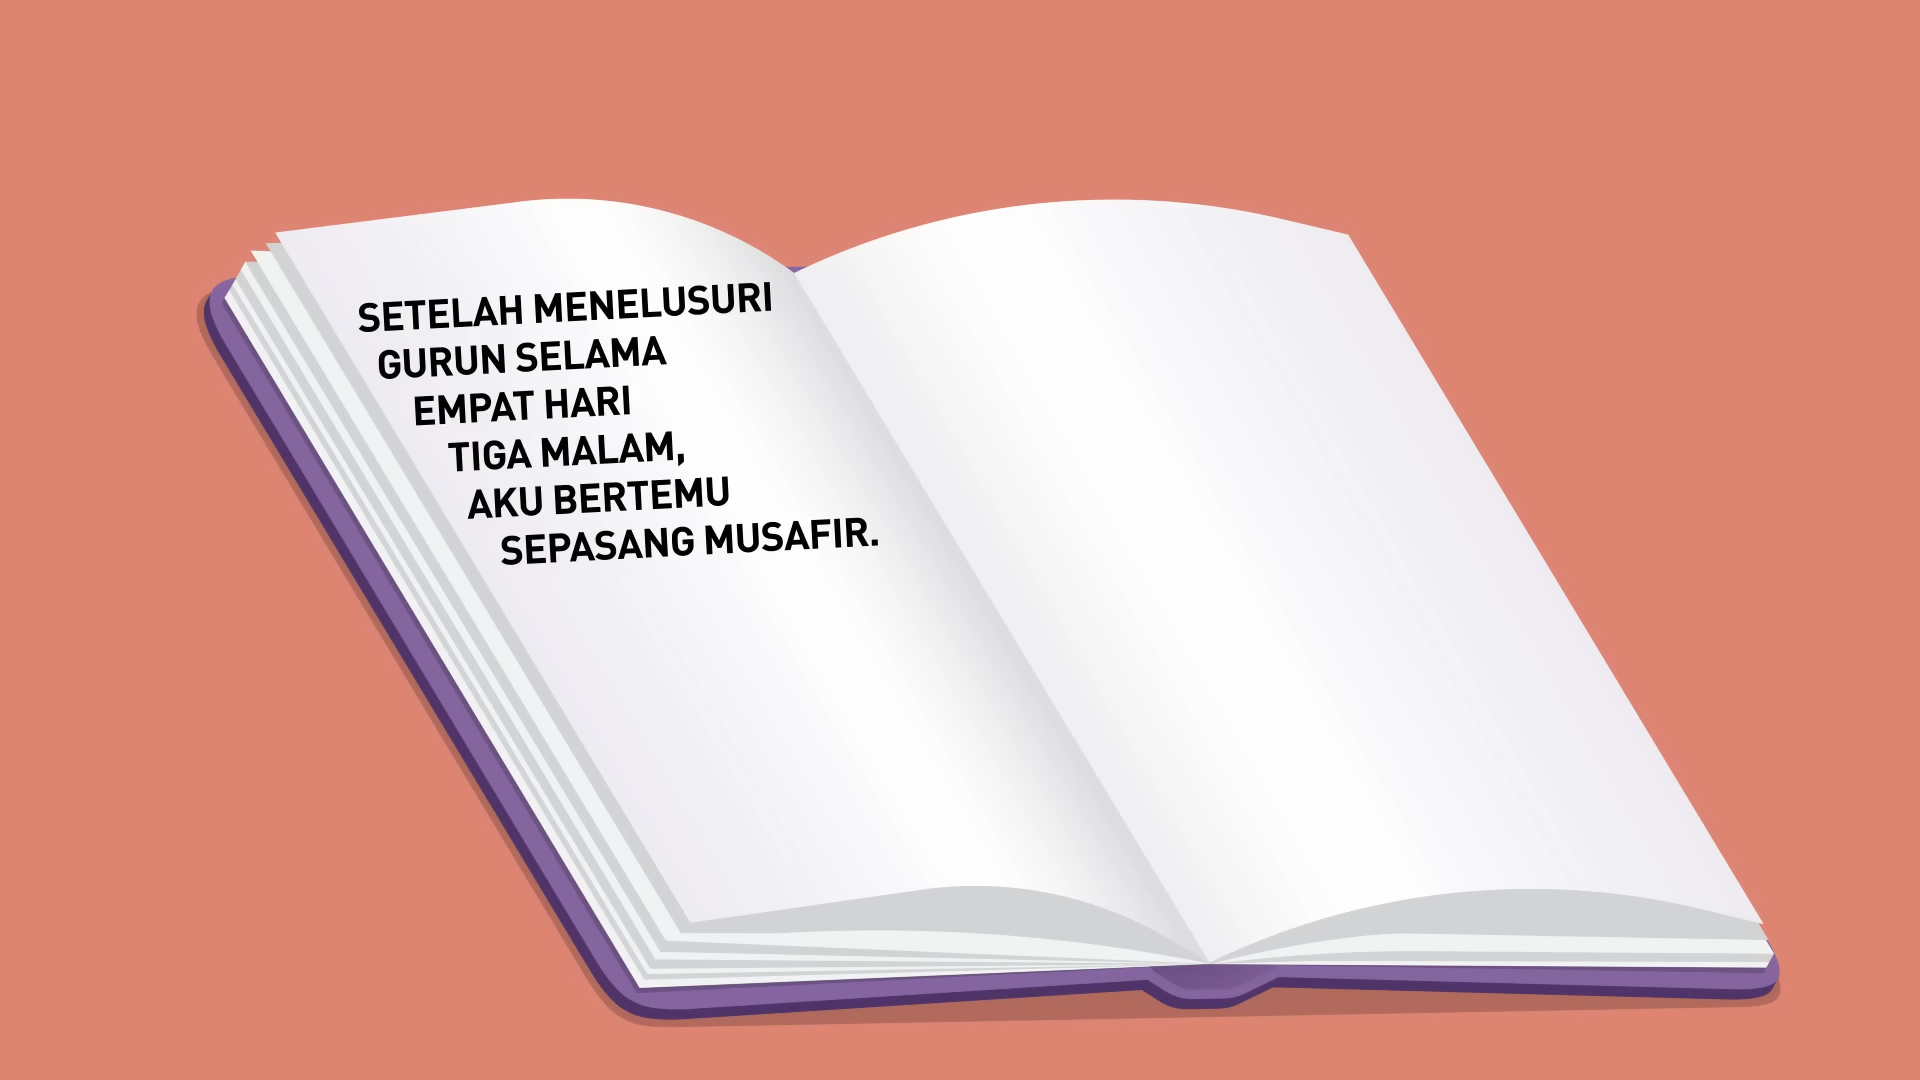 SETELAH MENELUSURI
GURUN SELAMA
EMPAT HARI
TIGA MALAM,
AKU BERTEMU
SEPASANG MUSAFIR.